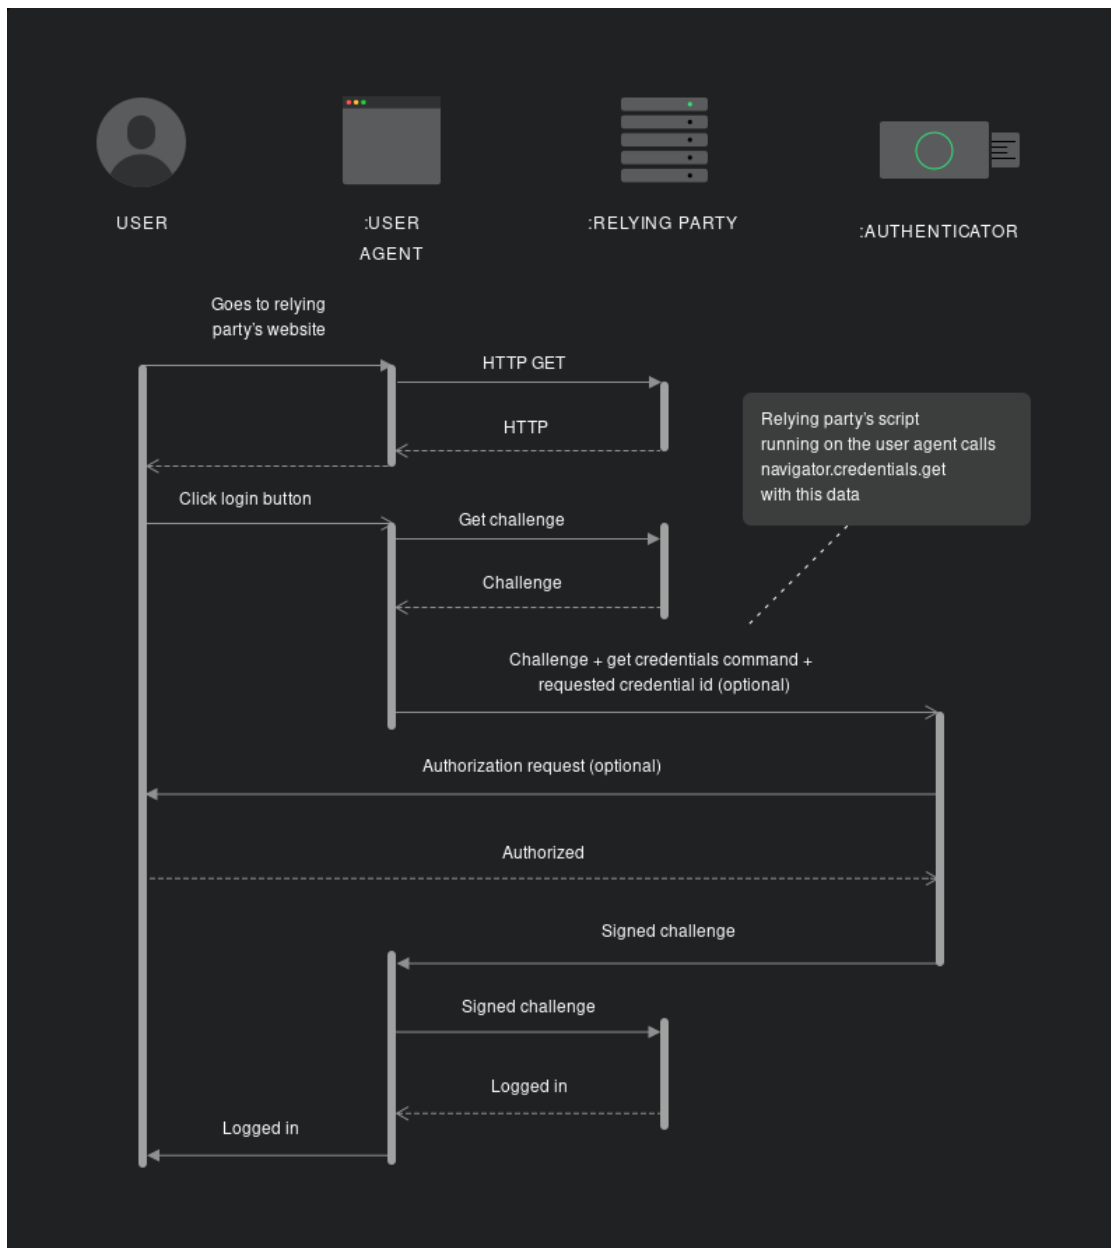 USER
:USER
AGENT
:RELYING PARTY
:AUTHENTICATOR
Goes to relying
party's website
HTTP GET
HTTP
Relying party's script
running on the user agent calls
navigator.credentials.get
with this data
Click login button
Get challenge
Challenge
Challenge + get credentials command +
requested credential id (optional)
Authorization request (optional)
Authorized
Signed challenge
Signed challenge
Logged in
Logged in